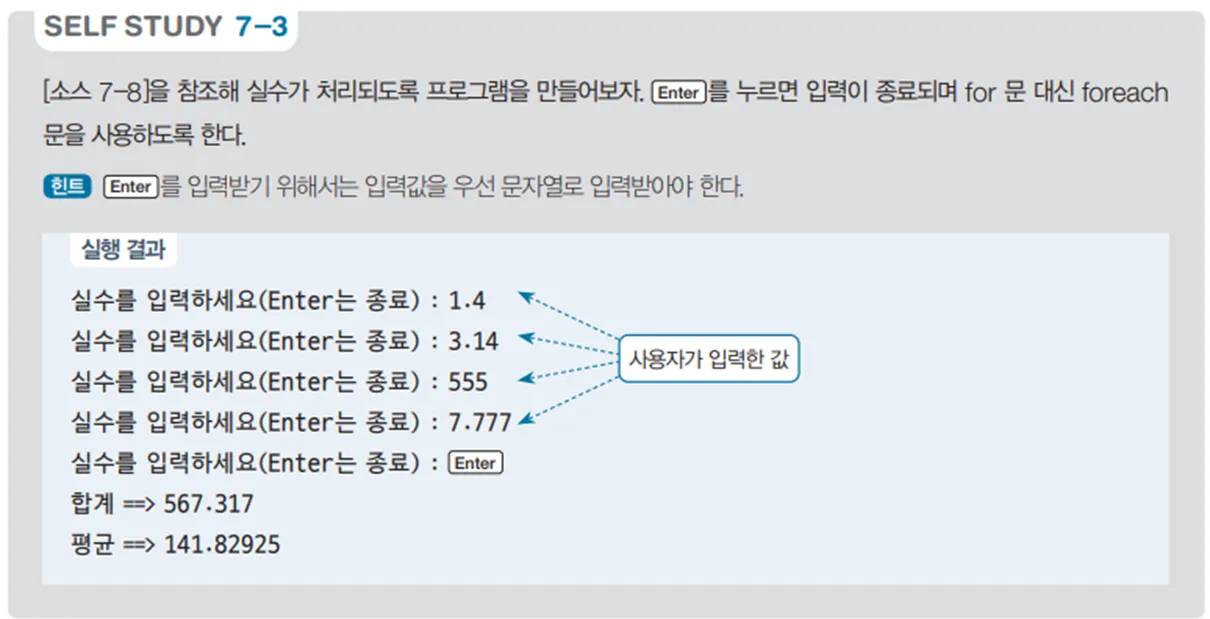 SELF STUDY 7–3
[소스 7–8]을 참조해 실수가 처리되도록 프로그램을 만들어보자. Enter를 누르면 입력이 종료되며 for 문 대신 foreach
문을 사용하도록 한다.
힌트 Enter를 입력받기 위해서는 입력값을 우선 문자열로 입력받아야 한다.
실행 결과
실수를 입력하세요(Enter는 종료) : 1.4
실수를 입력하세요(Enter는 종료) : 3.14
사용자가 입력한 값
실수를 입력하세요(Enter는 종료) : 555
실수를 입력하세요(Enter는 종료) : 7.777
실수를 입력하세요(Enter는 종료) : Enter
합계 ==> 567.317
평균 ==> 141.82925